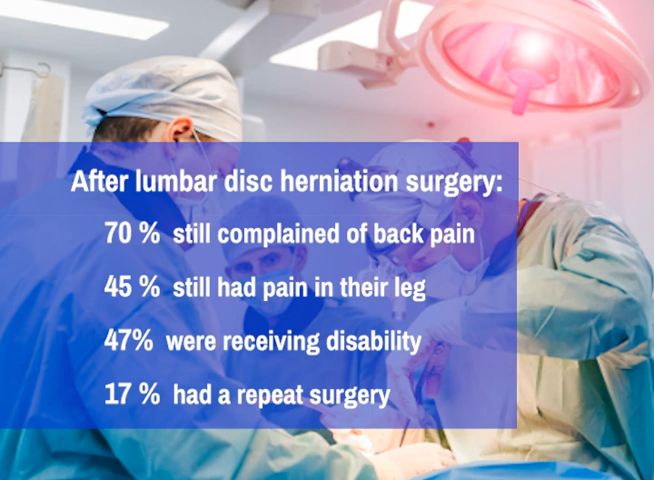 After lumbar disc herniation surgery:
70 % still complained of back pain
45 % still had pain in their leg
47% were receiving disability
17 % had a repeat surgery